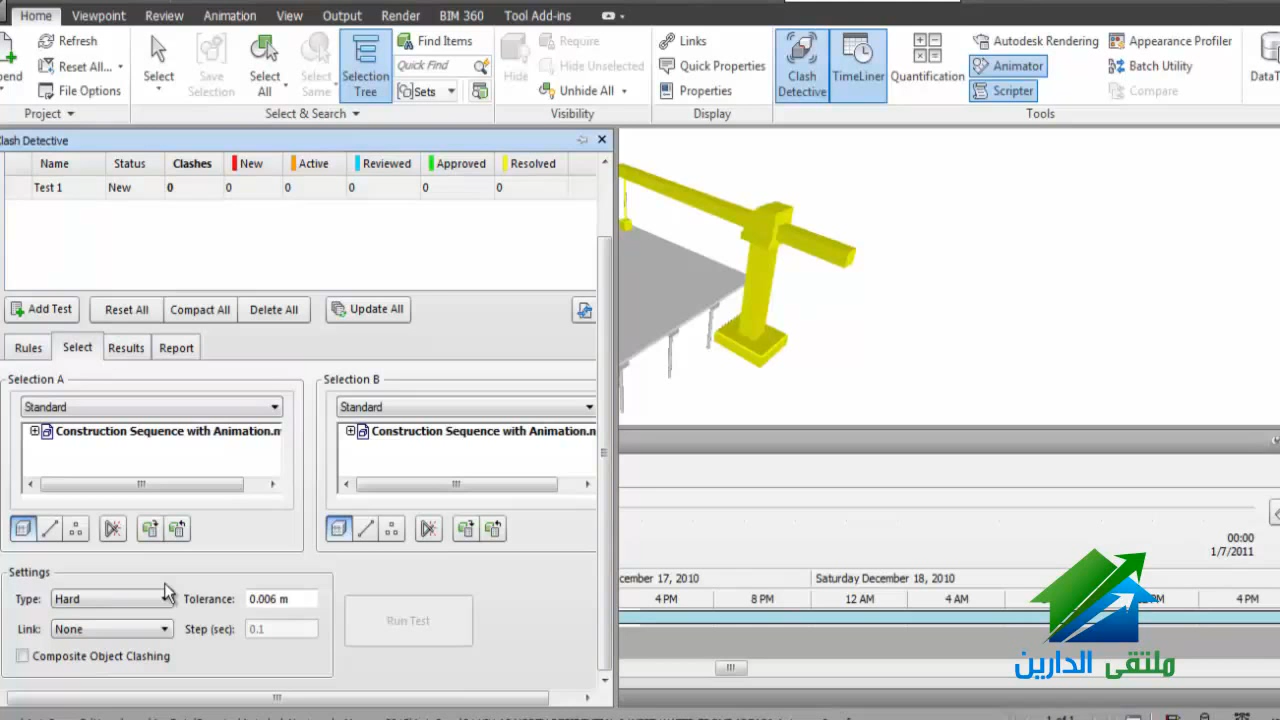 Home Viewpoint Review Animation View Output Render BIM 360 Tool Add-ins
Refresh
Reset All...
File Options
Project
Select
Save Selection
Select All
Select Same
Selection Tree
Find Items
Quick Find
Sets
Select & Search
Hide
Require
Hide Unselected
Unhide All
Visibility
Links
Quick Properties
Properties
Display
Clash Detective
TimeLiner
Quantification
Autodesk Rendering
Animator
Scripter
Appearance Profiler
Batch Utility
Compare
Tools
Name Status Clashes New Active Reviewed Approved Resolved
Test 1 New 0 0 0 0 0 0
Add Test Reset All Compact All Delete All Update All
Rules Select Results Report
Selection A Selection B
Standard Standard
Construction Sequence with Animation.n Construction Sequence with Animation.n
Settings
Type: Hard Tolerance: 0.006 m
Link: None Step (sec): 0.1
Run Test
Composite Object Clashing
00:00
1/7/2011
Saturday December 18, 2010
4 PM 8 PM 12 AM 4 AM 4 PM
ملتقى الدارين